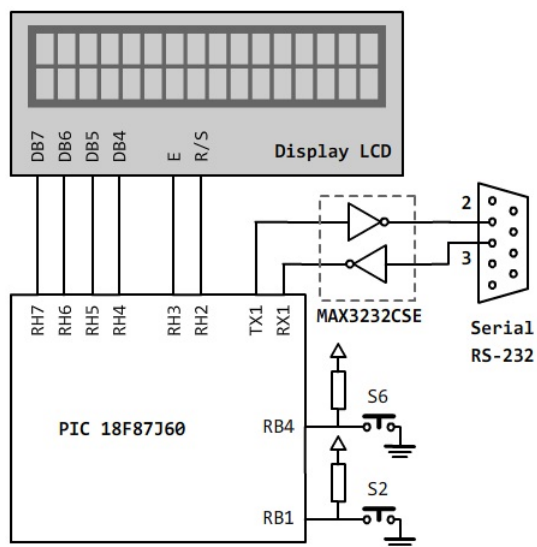 DB7 DB6 DB5 DB4 E R/S
Display LCD
2
3
MAX3232CSE
Serial
RS-232
RH7 RH6 RH5 RH4 RH3 RH2 TX1 RX1
PIC 18F87J60
RB4
S6
RB1
S2